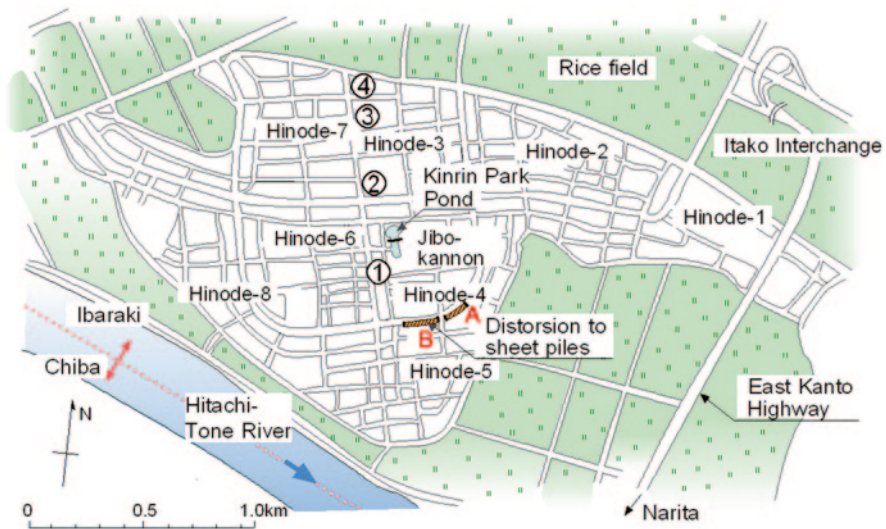 ④
③
Rice field
Hinode-7
Hinode-3
Hinode-2
Itako Interchange
Kinrin Park
Pond
②
Hinode-1
Hinode-6
Jibo-
kannon
①
Hinode-8
Hinode-4
A
Ibaraki
B
Distorsion to
sheet piles
Chiba
Hinode-5
Hitachi-
Tone River
East Kanto
Highway
N
0 0.5 1.0km
Narita